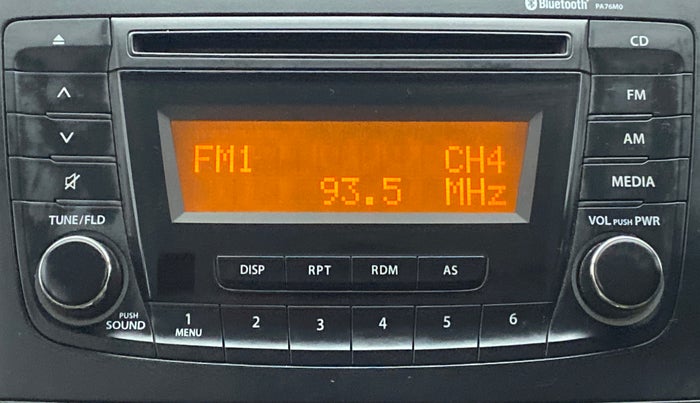 Bluetooth PA76M0
CD
FM1 CH4
93.5 MHz
FM
AM
MEDIA
TUNE/FLD
VOL PUSH PWR
DISP RPT RDM AS
PUSH
SOUND
1 2 3 4 5 6
MENU